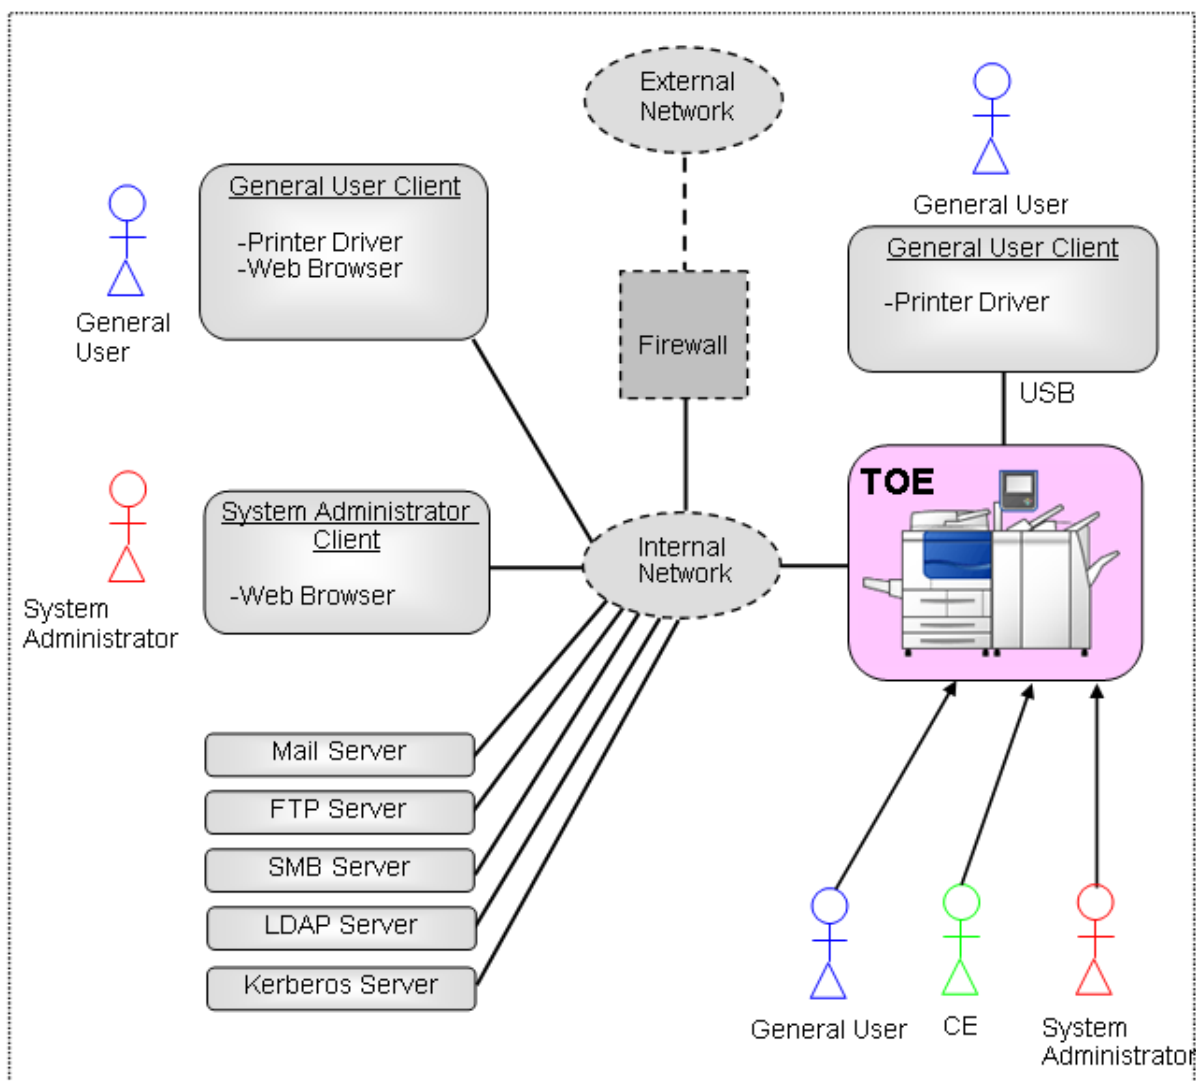 External
Network
General User
General User Client
-Printer Driver
-Web Browser
General
User
General User Client
-Printer Driver
Firewall
USB
TOE
System Administrator
Client
-Web Browser
System
Administrator
Internal
Network
Mail Server
FTP Server
SMB Server
LDAP Server
Kerberos Server
General User
CE
System
Administrator